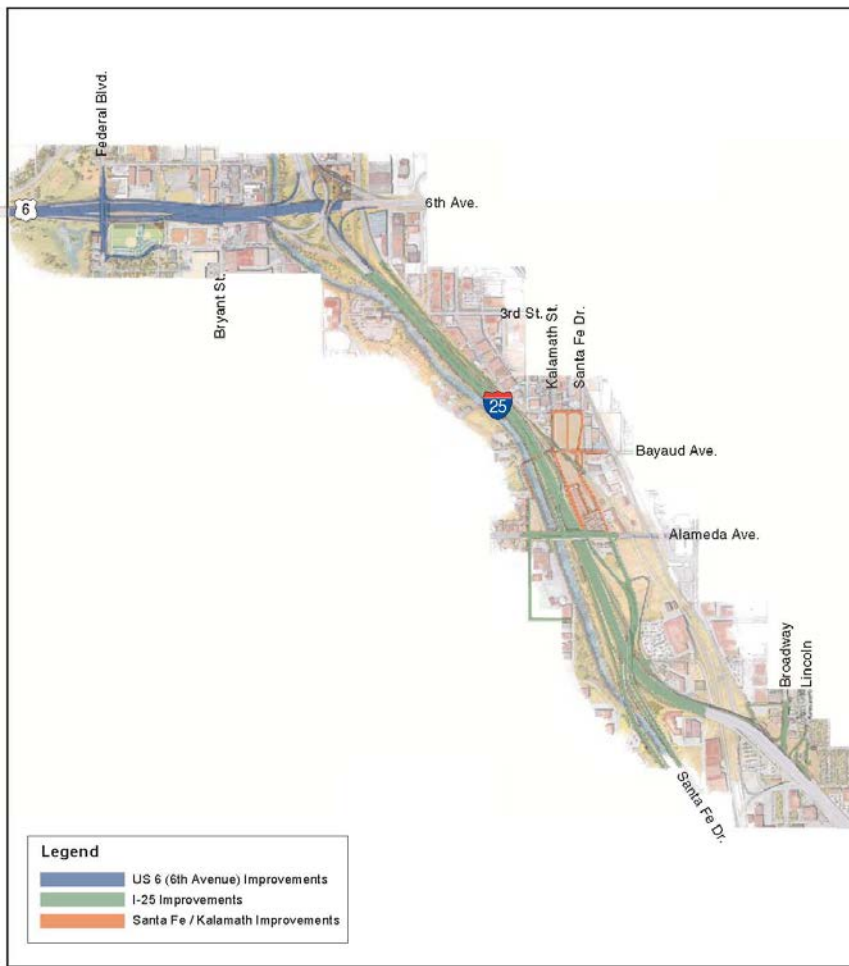 Federal Blvd.
6
6th Ave.
Bryant St.
3rd St.
Kalamath St.
Santa Fe Dr.
25
Bayaud Ave.
Alameda Ave.
Broadway
Lincoln
Santa Fe Dr.
Legend
US 6 (6th Avenue) Improvements
I-25 Improvements
Santa Fe / Kalamath Improvements